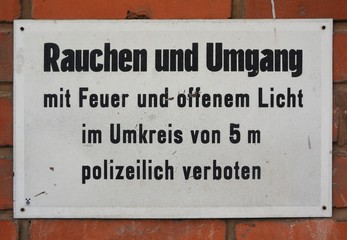 Rauchen und Umgang
mit Feuer und offenem Licht
im Umkreis von 5 m
polizeilich verboten